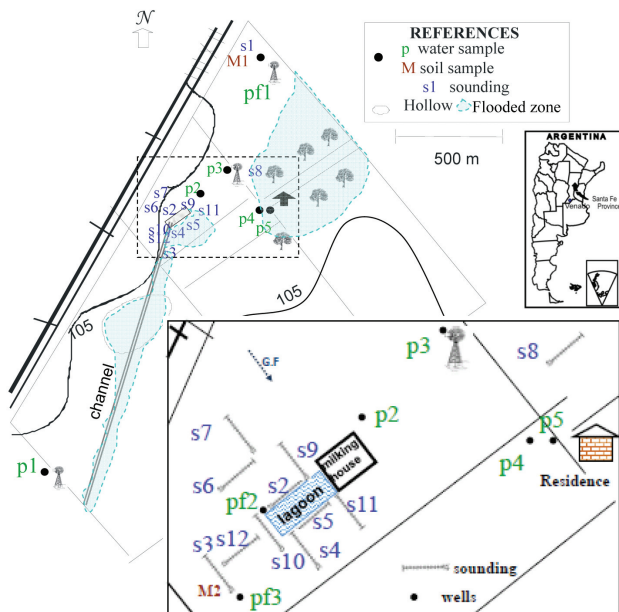 N
REFERENCES
p water sample
M soil sample
s1 sounding
Hollow Flooded zone
500 m
ARGENTINA
Santa Fe
Province
Venado
s1
M1
pf1
p3
s8
s7
p2
s9
s6
s2
s11
s5
s10
s4
s3
p4
p5
105
105
channel
p1
G.F
p3
s8
p2
s7
s9
milking
house
p5
p4
Residence
s6
s2
pf2
lagoon
s11
s5
s3
s12
s10
s4
M2
pf3
sounding
wells